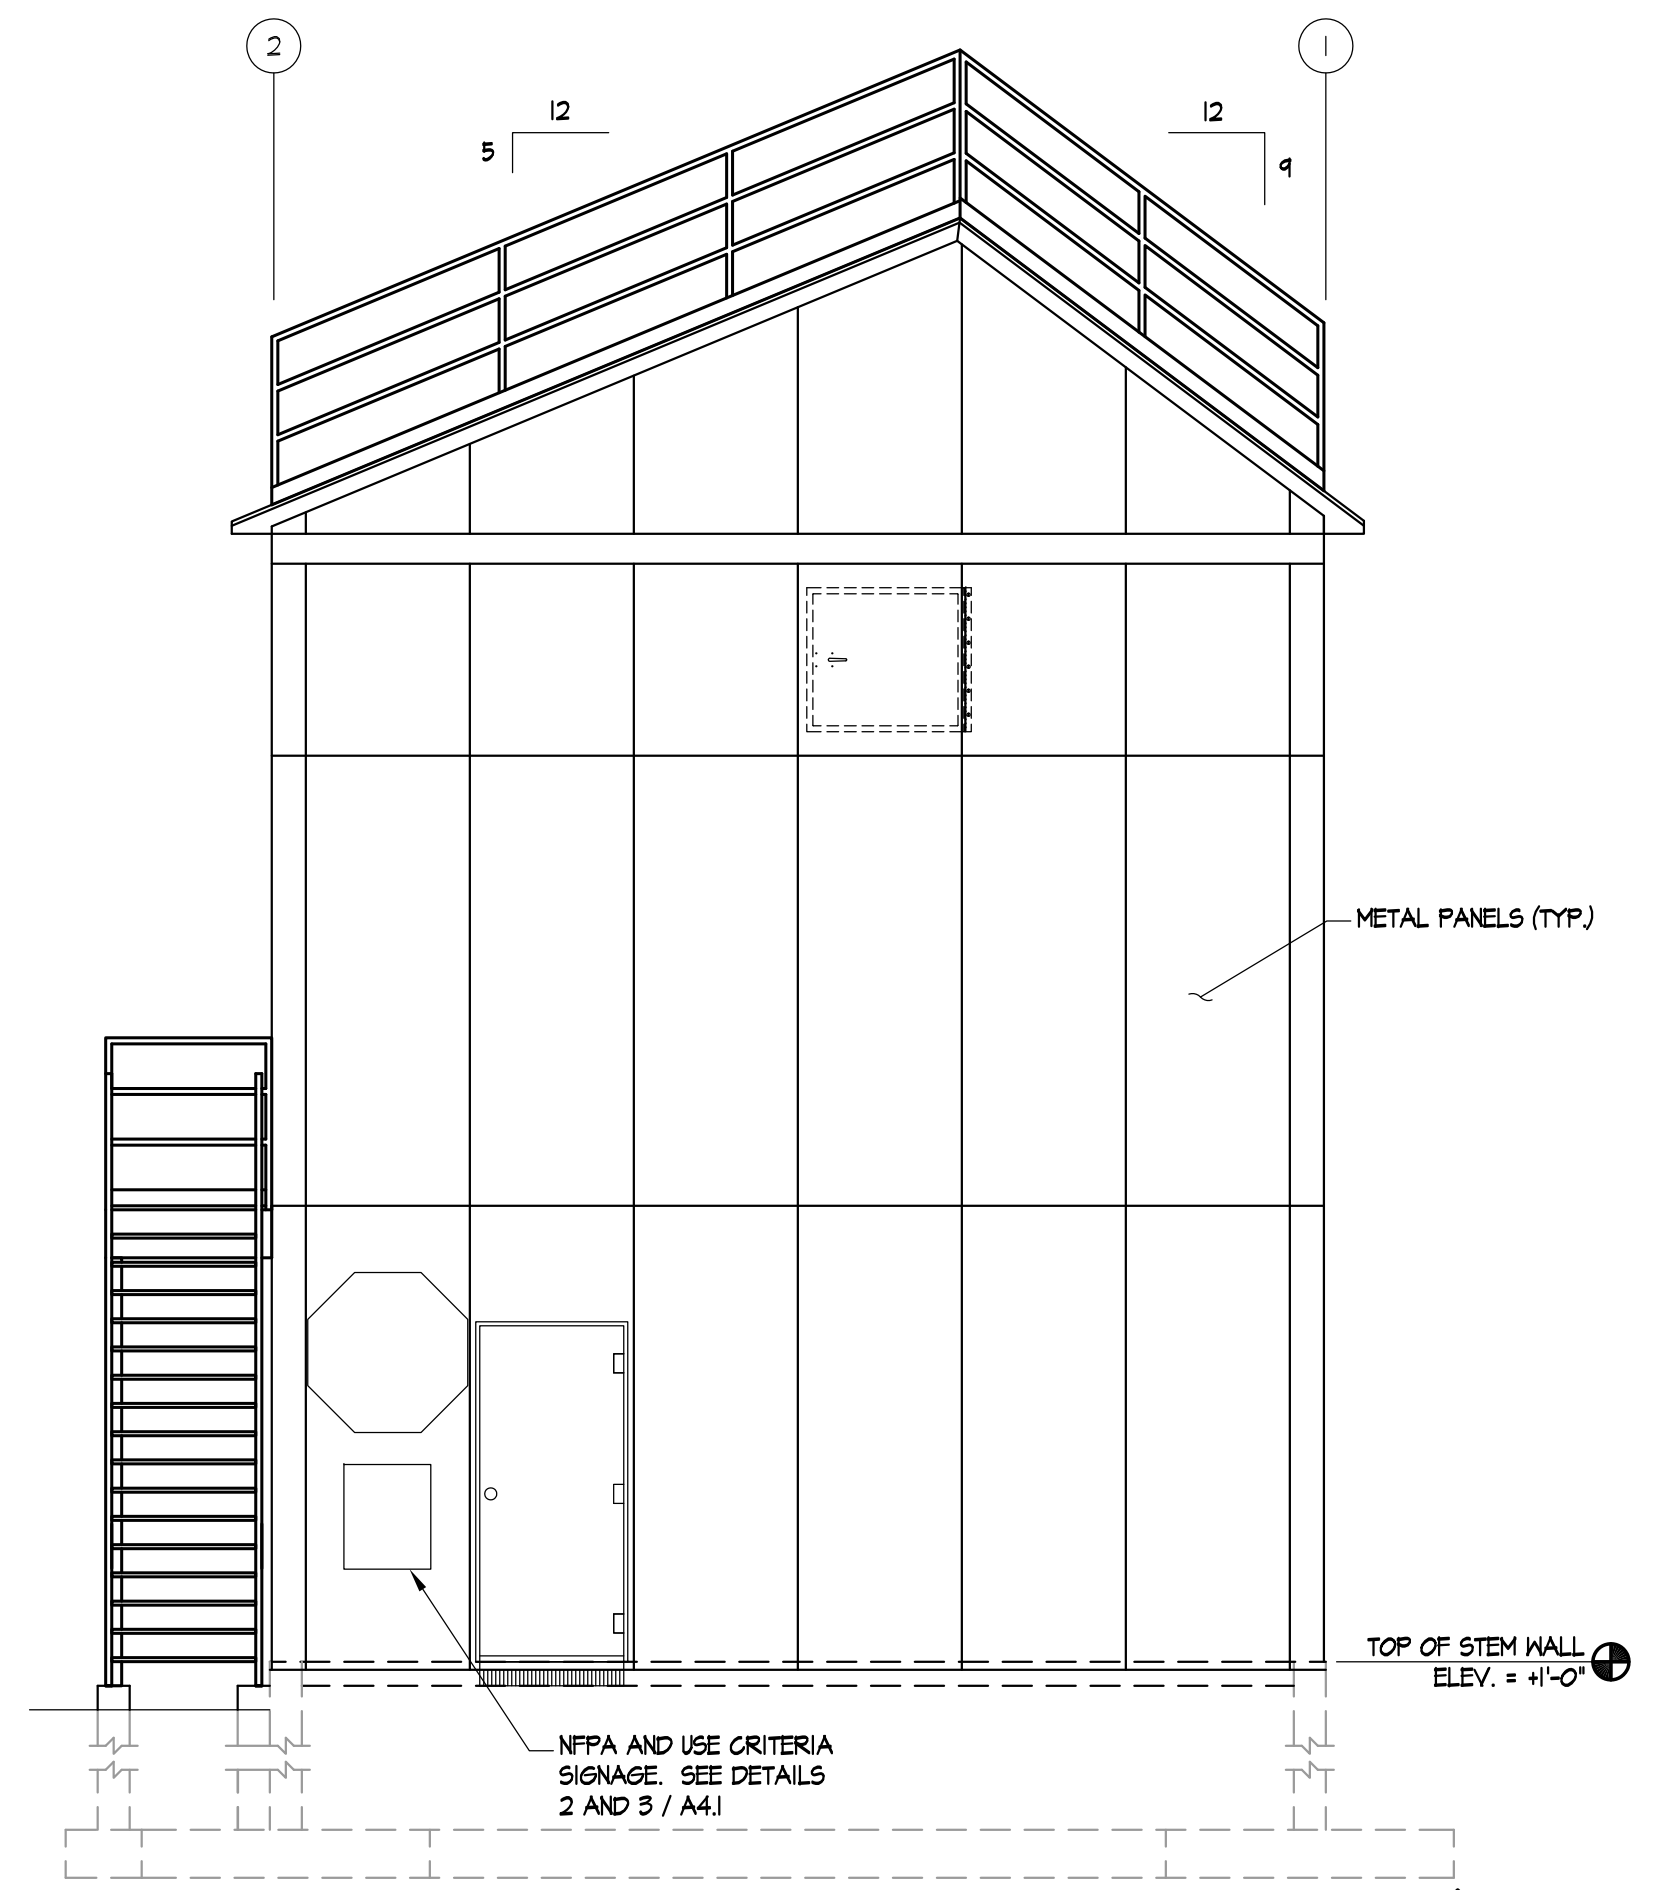 2
1
12
5
12
9
METAL PANELS (TYP.)
TOP OF STEM WALL
ELEV. = +1'-0"
NFPA AND USE CRITERIA
SIGNAGE. SEE DETAILS
2 AND 3 / A4.1